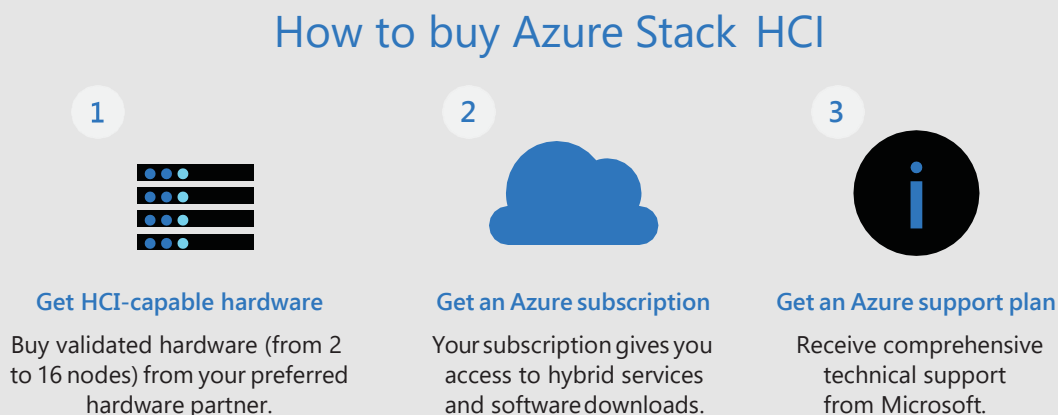 How to buy Azure Stack HCI
1
Get HCI-capable hardware
Buy validated hardware (from 2
to 16 nodes) from your preferred
hardware partner.
2
Get an Azure subscription
Your subscription gives you
access to hybrid services
and software downloads.
3
i
Get an Azure support plan
Receive comprehensive
technical support
from Microsoft.